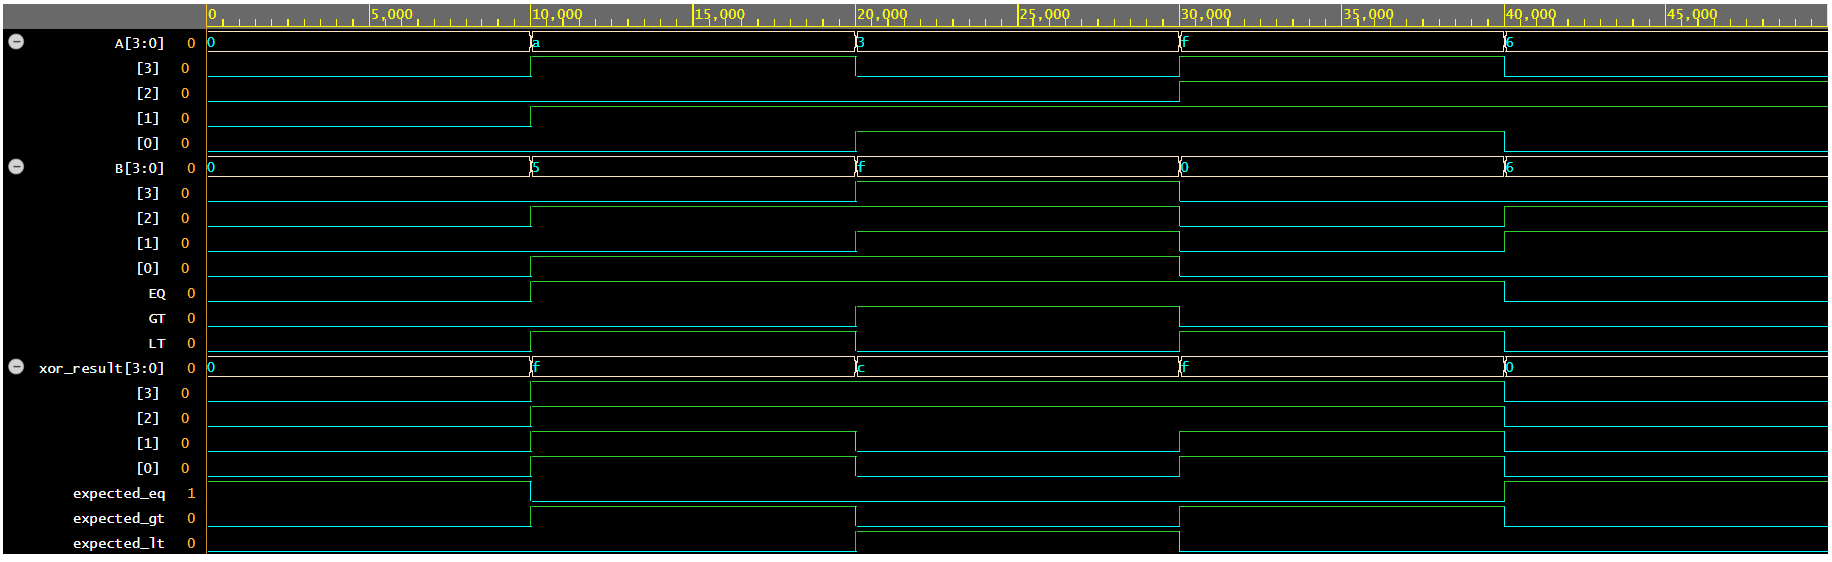 0 5,000 10,000 15,000 20,000 25,000 30,000 35,000 40,000 45,000
A[3:0] 0 0 a 3 f 6
[3] 0
[2] 0
[1] 0
[0] 0
B[3:0] 0 0 5 f 0 6
[3] 0
[2] 0
[1] 0
[0] 0
EQ 0
GT 0
LT 0
xor_result[3:0] 0 0 f c f 0
[3] 0
[2] 0
[1] 0
[0] 0
expected_eq 1
expected_gt 0
expected_lt 0